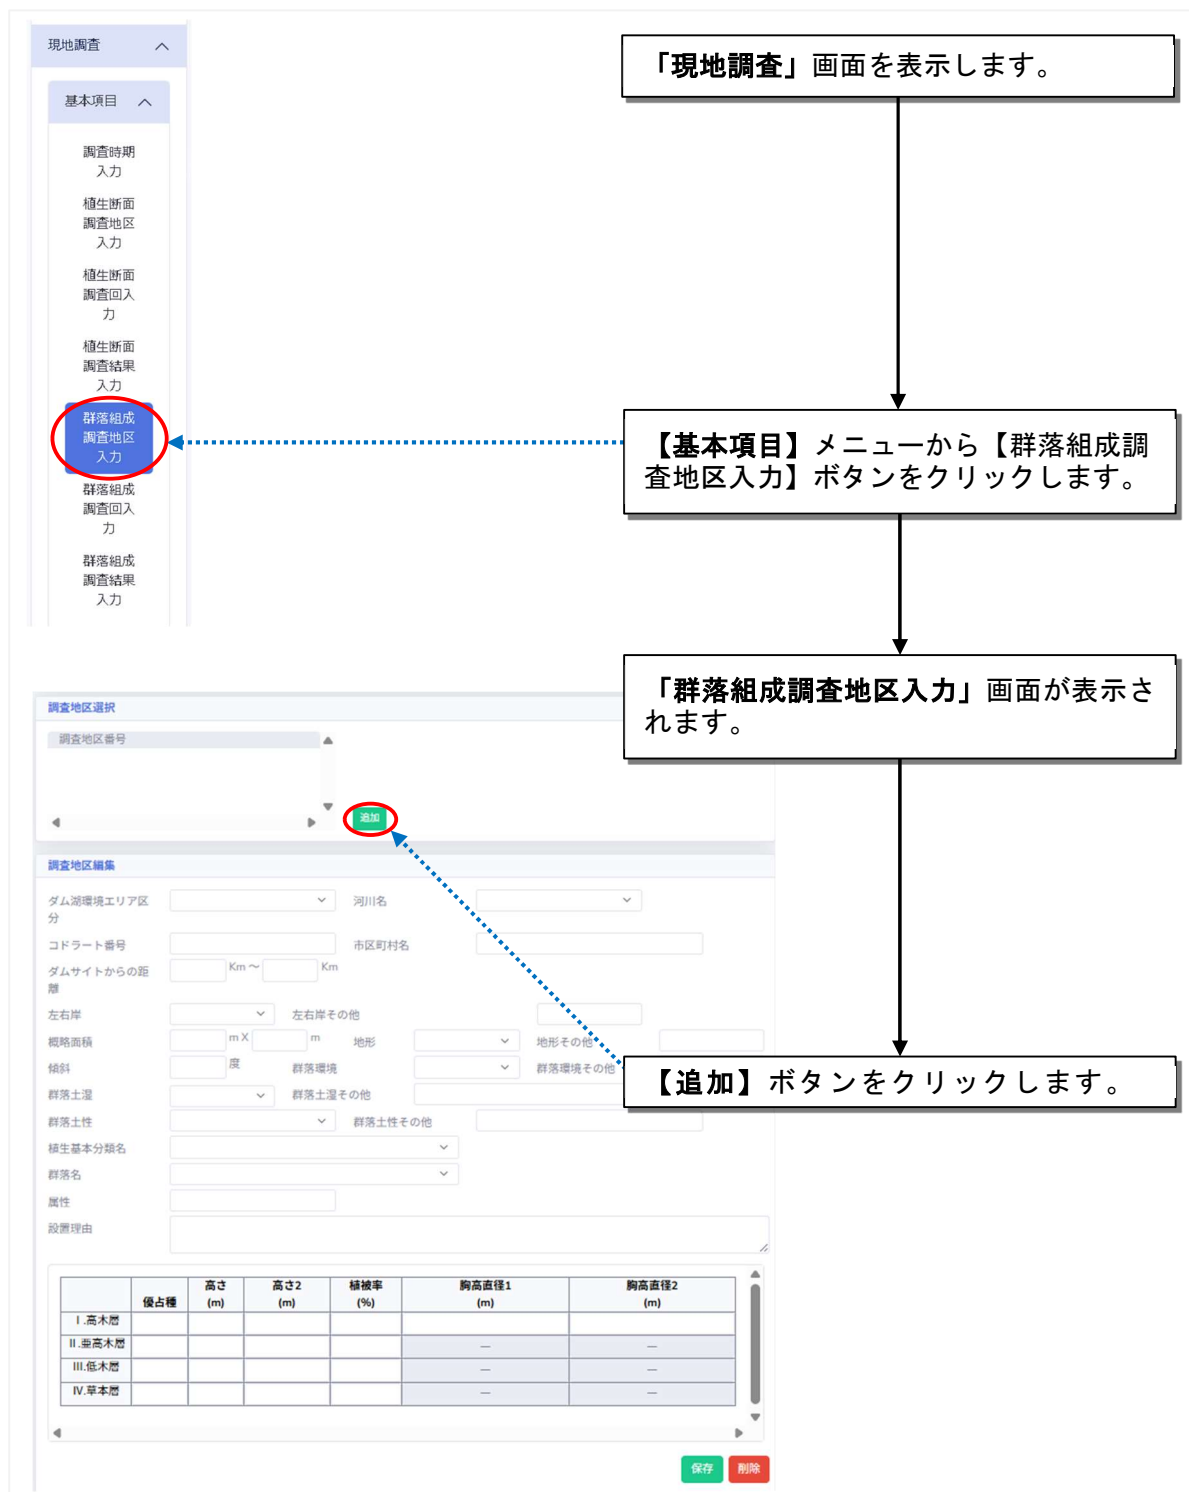 現地調査
基本項目
調査時期
入力
植生断面
調査地区
入力
植生断面
調査回入
力
植生断面
調査結果
入力
群落組成
調査地区
入力
群落組成
調査回入
力
群落組成
調査結果
入力
「現地調査」画面を表示します。
【基本項目】メニューから【群落組成調
査地区入力】ボタンをクリックします。
「群落組成調査地区入力」画面が表示さ
れます。
調査地区選択
調査地区番号
追加
【追加】ボタンをクリックします。
調査地区編集
ダム湖環境エリア区
分
河川名
コドラート番号 市区町村名
ダムサイトからの距
離
Km～ Km
左右岸 左右岸その他
概略面積 m X m 地形 地形その他
傾斜 度 群落環境 群落環境その他
群落土湿 群落土湿その他
群落土性 群落土性その他
植生基本分類名
群落名
属性
設置理由
優占種 高さ(m) 高さ2(m) 植被率(%) 胸高直径1(m) 胸高直径2(m)
I.高木層
II.亜高木層 — —
III.低木層 — —
IV.草本層 — —
保存 削除